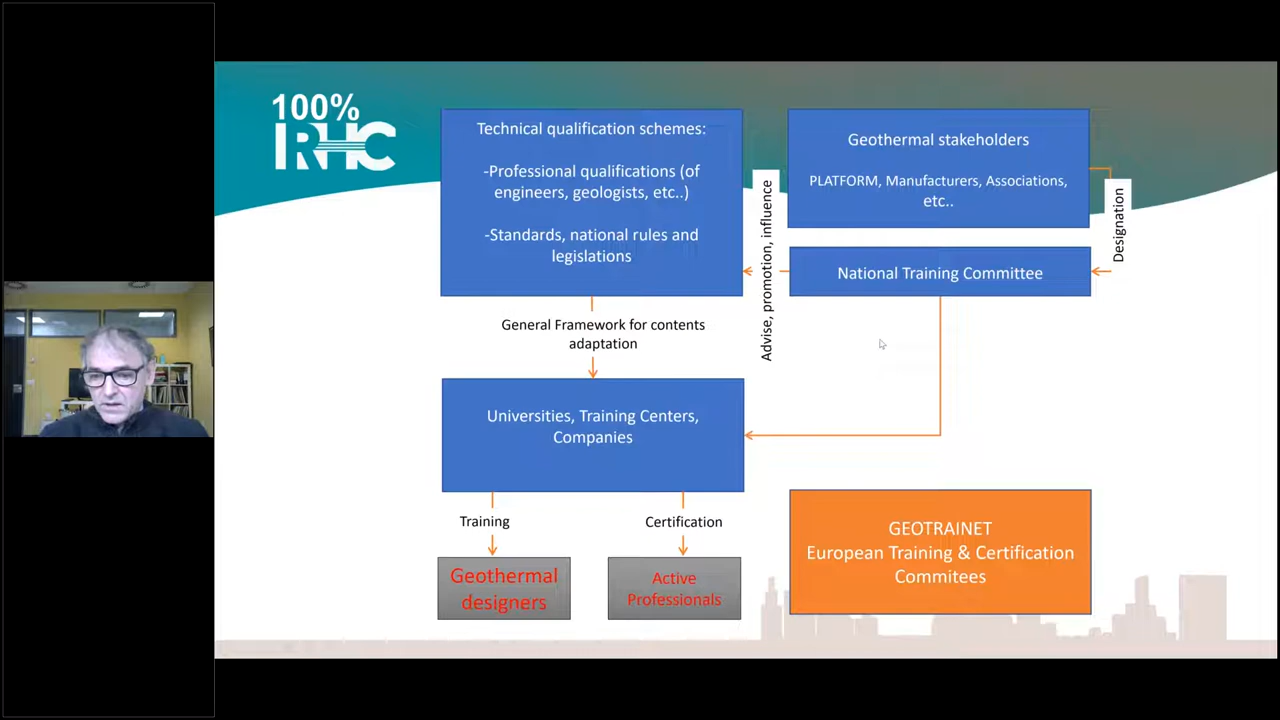 100%
RHC
Technical qualification schemes:
-Professional qualifications (of
engineers, geologists, etc..)
-Standards, national rules and
legislations
Geothermal stakeholders
PLATFORM, Manufacturers, Associations,
etc..
Designation
Advise, promotion, influence
National Training Committee
General Framework for contents
adaptation
Universities, Training Centers,
Companies
Training
Certification
Geothermal
designers
Active
Professionals
GEOTRAINET
European Training & Certification
Commitees